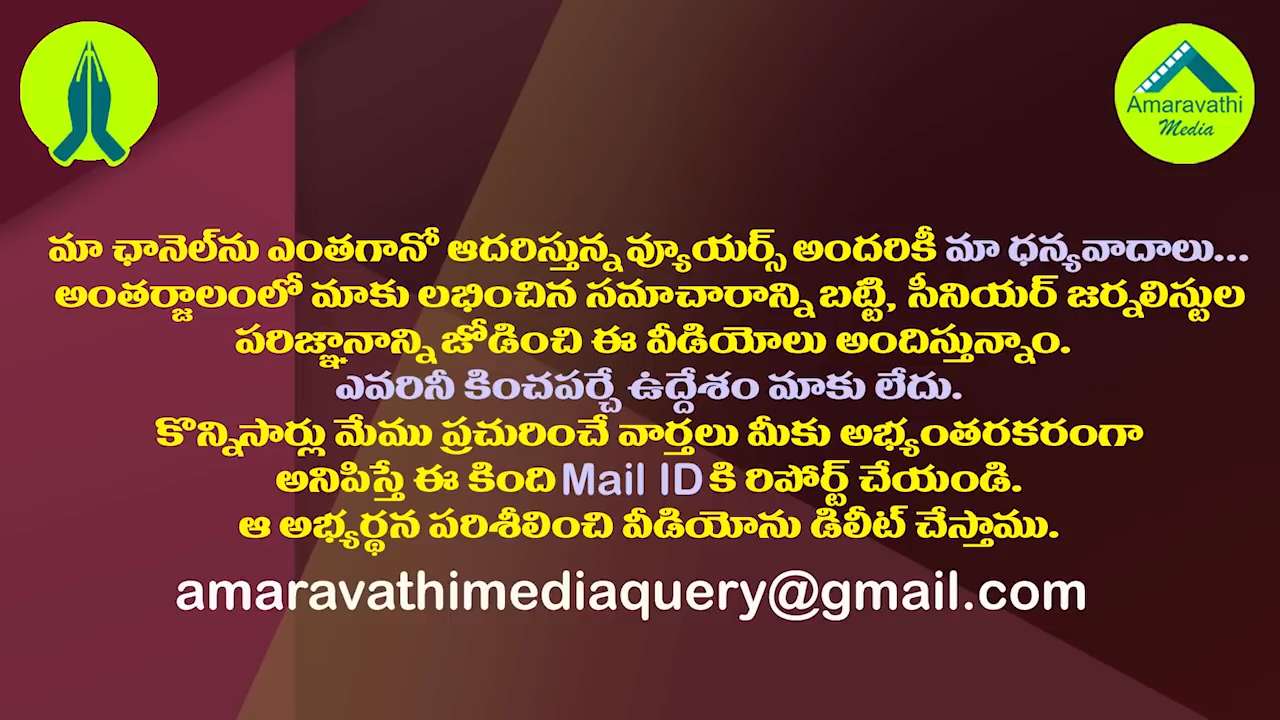 Amaravathi
Media
మా ఛానెల్‌ను ఎంతగానో ఆదరిస్తున్న వ్యూయర్స్ అందరికీ మా ధన్యవాదాలు...
అంతర్జాలంలో మాకు లభించిన సమాచారాన్ని బట్టి, సీనియర్ జర్నలిస్టుల
పరిజ్ఞానాన్ని జోడించి ఈ వీడియోలు అందిస్తున్నాం.
ఎవరినీ కించపర్చే ఉద్దేశం మాకు లేదు.
కొన్నిసార్లు మేము ప్రచురించే వార్తలు మీకు అభ్యంతరకరంగా
అనిపిస్తే ఈ కింది Mail ID కి రిపోర్ట్ చేయండి.
ఆ అభ్యర్థన పరిశీలించి వీడియోను డిలీట్ చేస్తాము.
amaravathimediaquery@gmail.com